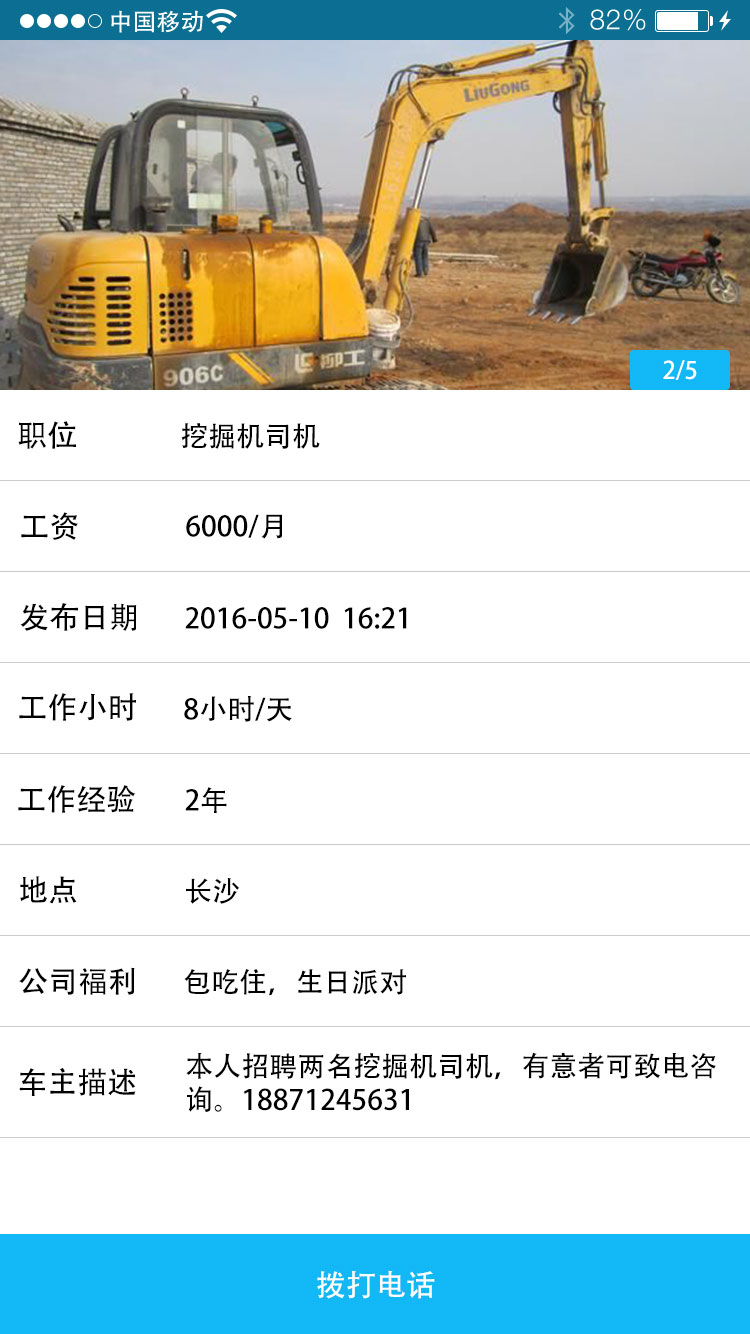 中国移动 82%
LIUGONG
906C 柳工
2/5
职位 挖掘机司机
工资 6000/月
发布日期 2016-05-10 16:21
工作小时 8小时/天
工作经验 2年
地点 长沙
公司福利 包吃住，生日派对
车主描述 本人招聘两名挖掘机司机，有意者可致电咨
询。18871245631
拨打电话